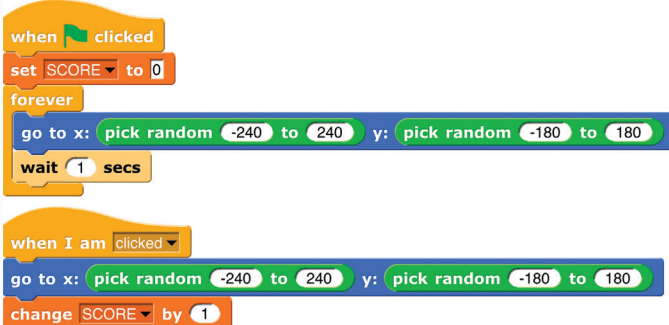 when clicked
set SCORE to 0
forever
go to x: pick random -240 to 240 y: pick random -180 to 180
wait 1 secs
when I am clicked
go to x: pick random -240 to 240 y: pick random -180 to 180
change SCORE by 1